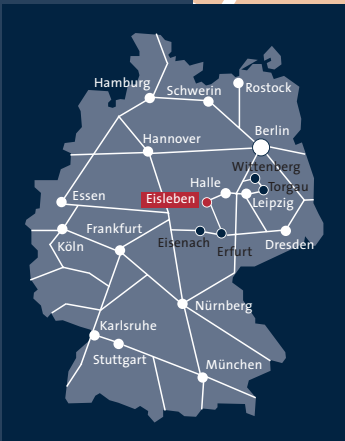 Hamburg
Schwerin
Rostock
Berlin
Hannover
Wittenberg
Torgau
Halle
Leipzig
Essen
Eisleben
Frankfurt
Köln
Eisenach
Erfurt
Dresden
Nürnberg
Karlsruhe
Stuttgart
München